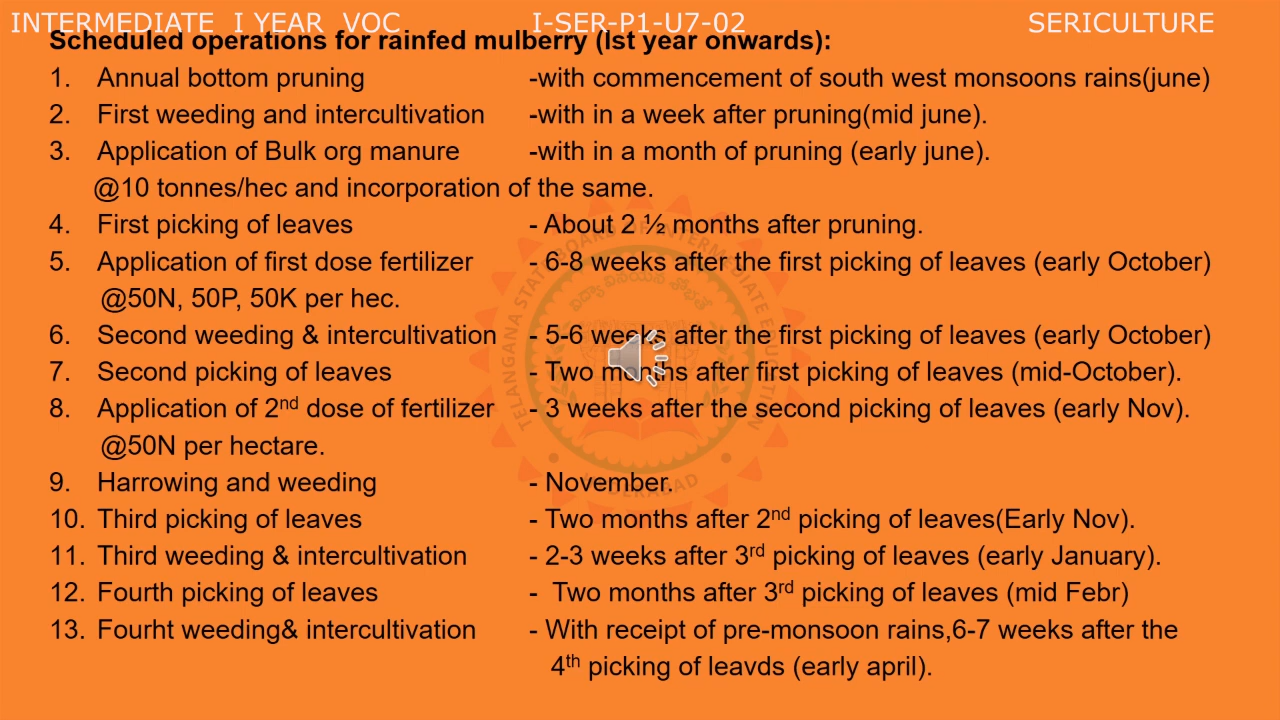 INTERMEDIATE I YEAR VOC I-SER-P1-U7-02 SERICULTURE
Scheduled operations for rainfed mulberry (Ist year onwards):
1. Annual bottom pruning -with commencement of south west monsoons rains(june)
2. First weeding and intercultivation -with in a week after pruning(mid june).
3. Application of Bulk org manure -with in a month of pruning (early june).
@10 tonnes/hec and incorporation of the same.
4. First picking of leaves - About 2 ½ months after pruning.
5. Application of first dose fertilizer - 6-8 weeks after the first picking of leaves (early October)
@50N, 50P, 50K per hec.
6. Second weeding & intercultivation - 5-6 weeks after the first picking of leaves (early October)
7. Second picking of leaves - Two months after first picking of leaves (mid-October).
8. Application of 2nd dose of fertilizer - 3 weeks after the second picking of leaves (early Nov).
@50N per hectare.
9. Harrowing and weeding - November.
10. Third picking of leaves - Two months after 2nd picking of leaves(Early Nov).
11. Third weeding & intercultivation - 2-3 weeks after 3rd picking of leaves (early January).
12. Fourth picking of leaves - Two months after 3rd picking of leaves (mid Febr)
13. Fourht weeding& intercultivation - With receipt of pre-monsoon rains,6-7 weeks after the
4th picking of leavds (early april).
TELANGANA STATE BOARD OF INTERMEDIATE EDUCATION